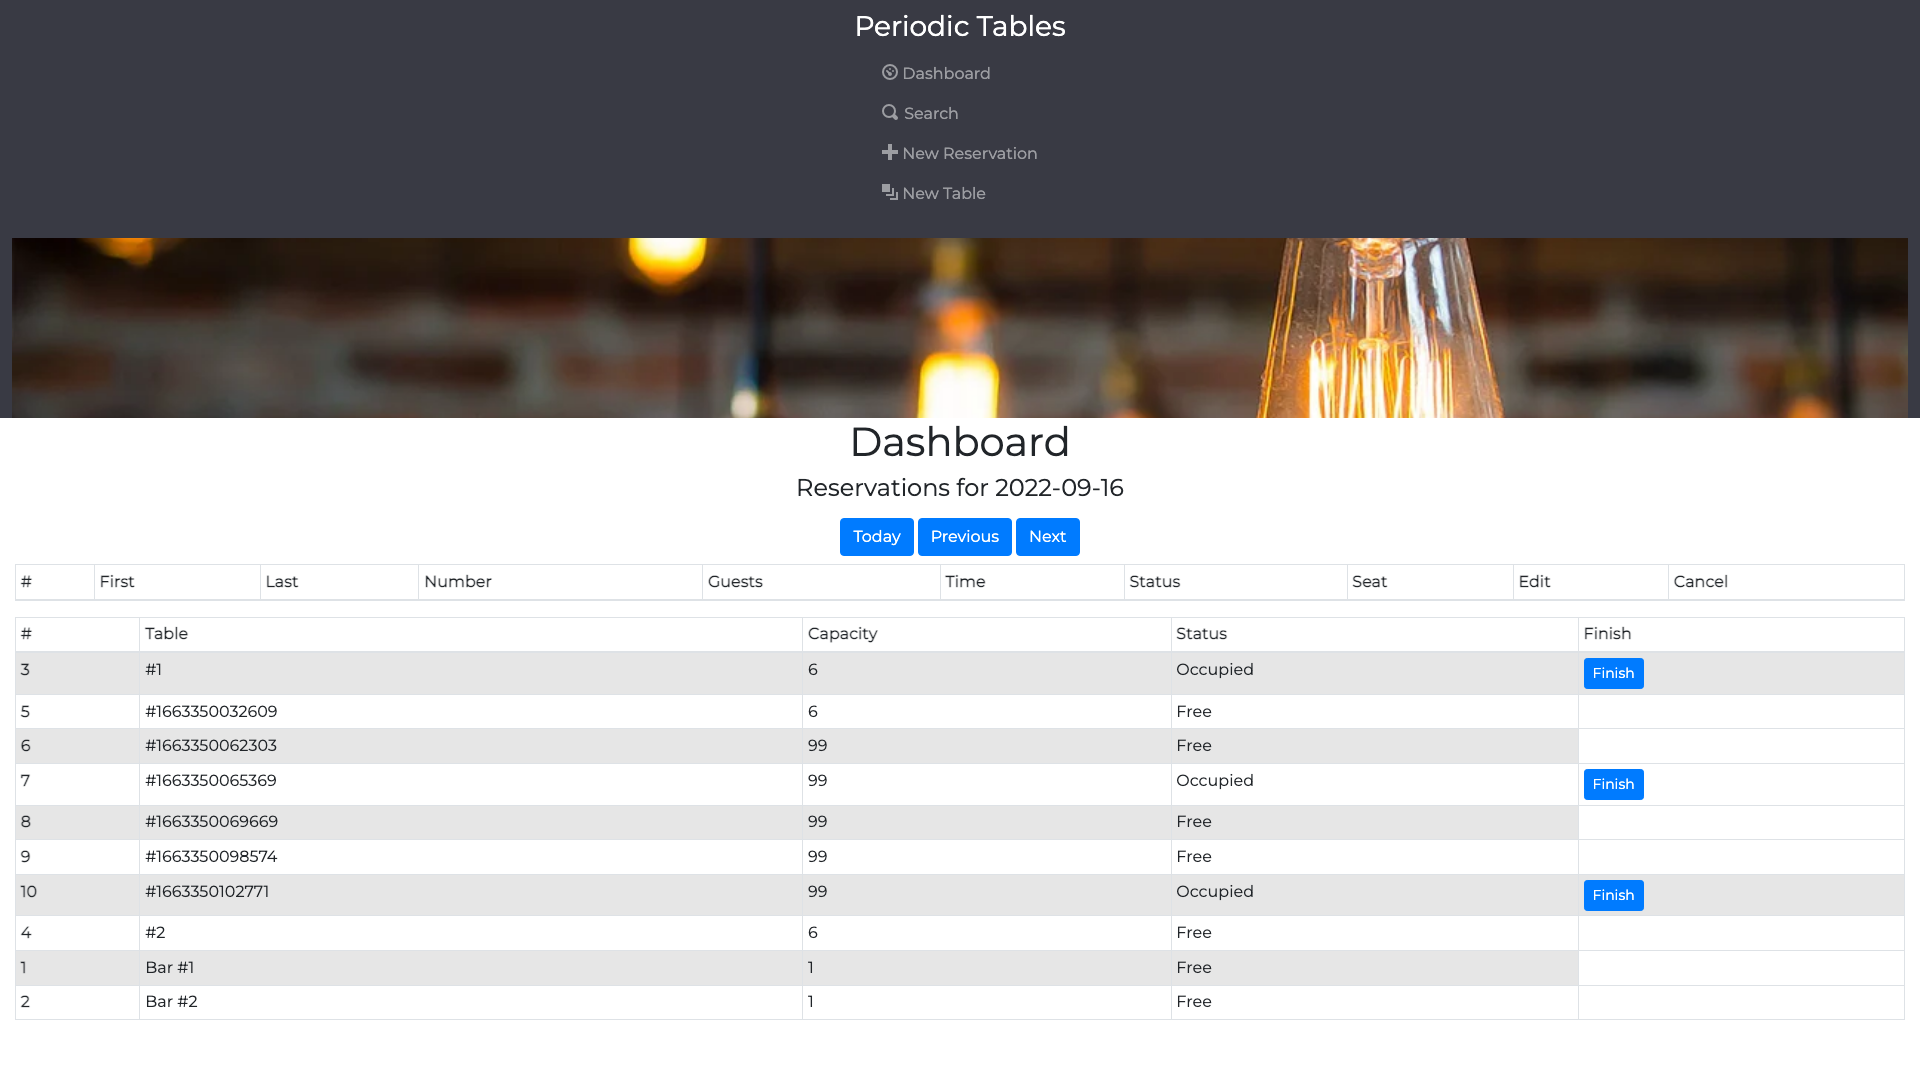 Periodic Tables
Dashboard
Search
New Reservation
New Table
Dashboard
Reservations for 2022-09-16
Today Previous Next
# First Last Number Guests Time Status Seat Edit Cancel
# Table Capacity Status Finish
3 #1 6 Occupied Finish
5 #1663350032609 6 Free
6 #1663350062303 99 Free
7 #1663350065369 99 Occupied Finish
8 #1663350069669 99 Free
9 #1663350098574 99 Free
10 #1663350102771 99 Occupied Finish
4 #2 6 Free
1 Bar #1 1 Free
2 Bar #2 1 Free